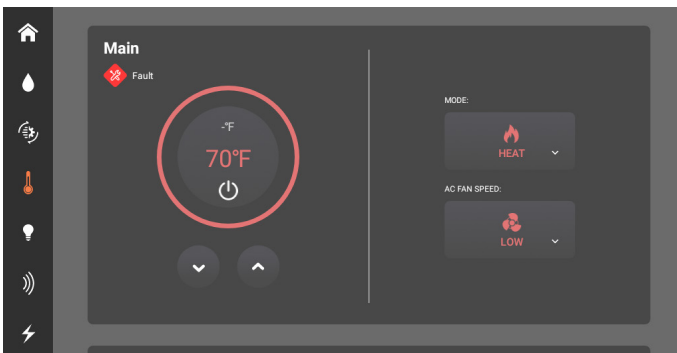 Main
Fault
-°F
70°F
MODE:
HEAT
AC FAN SPEED:
LOW